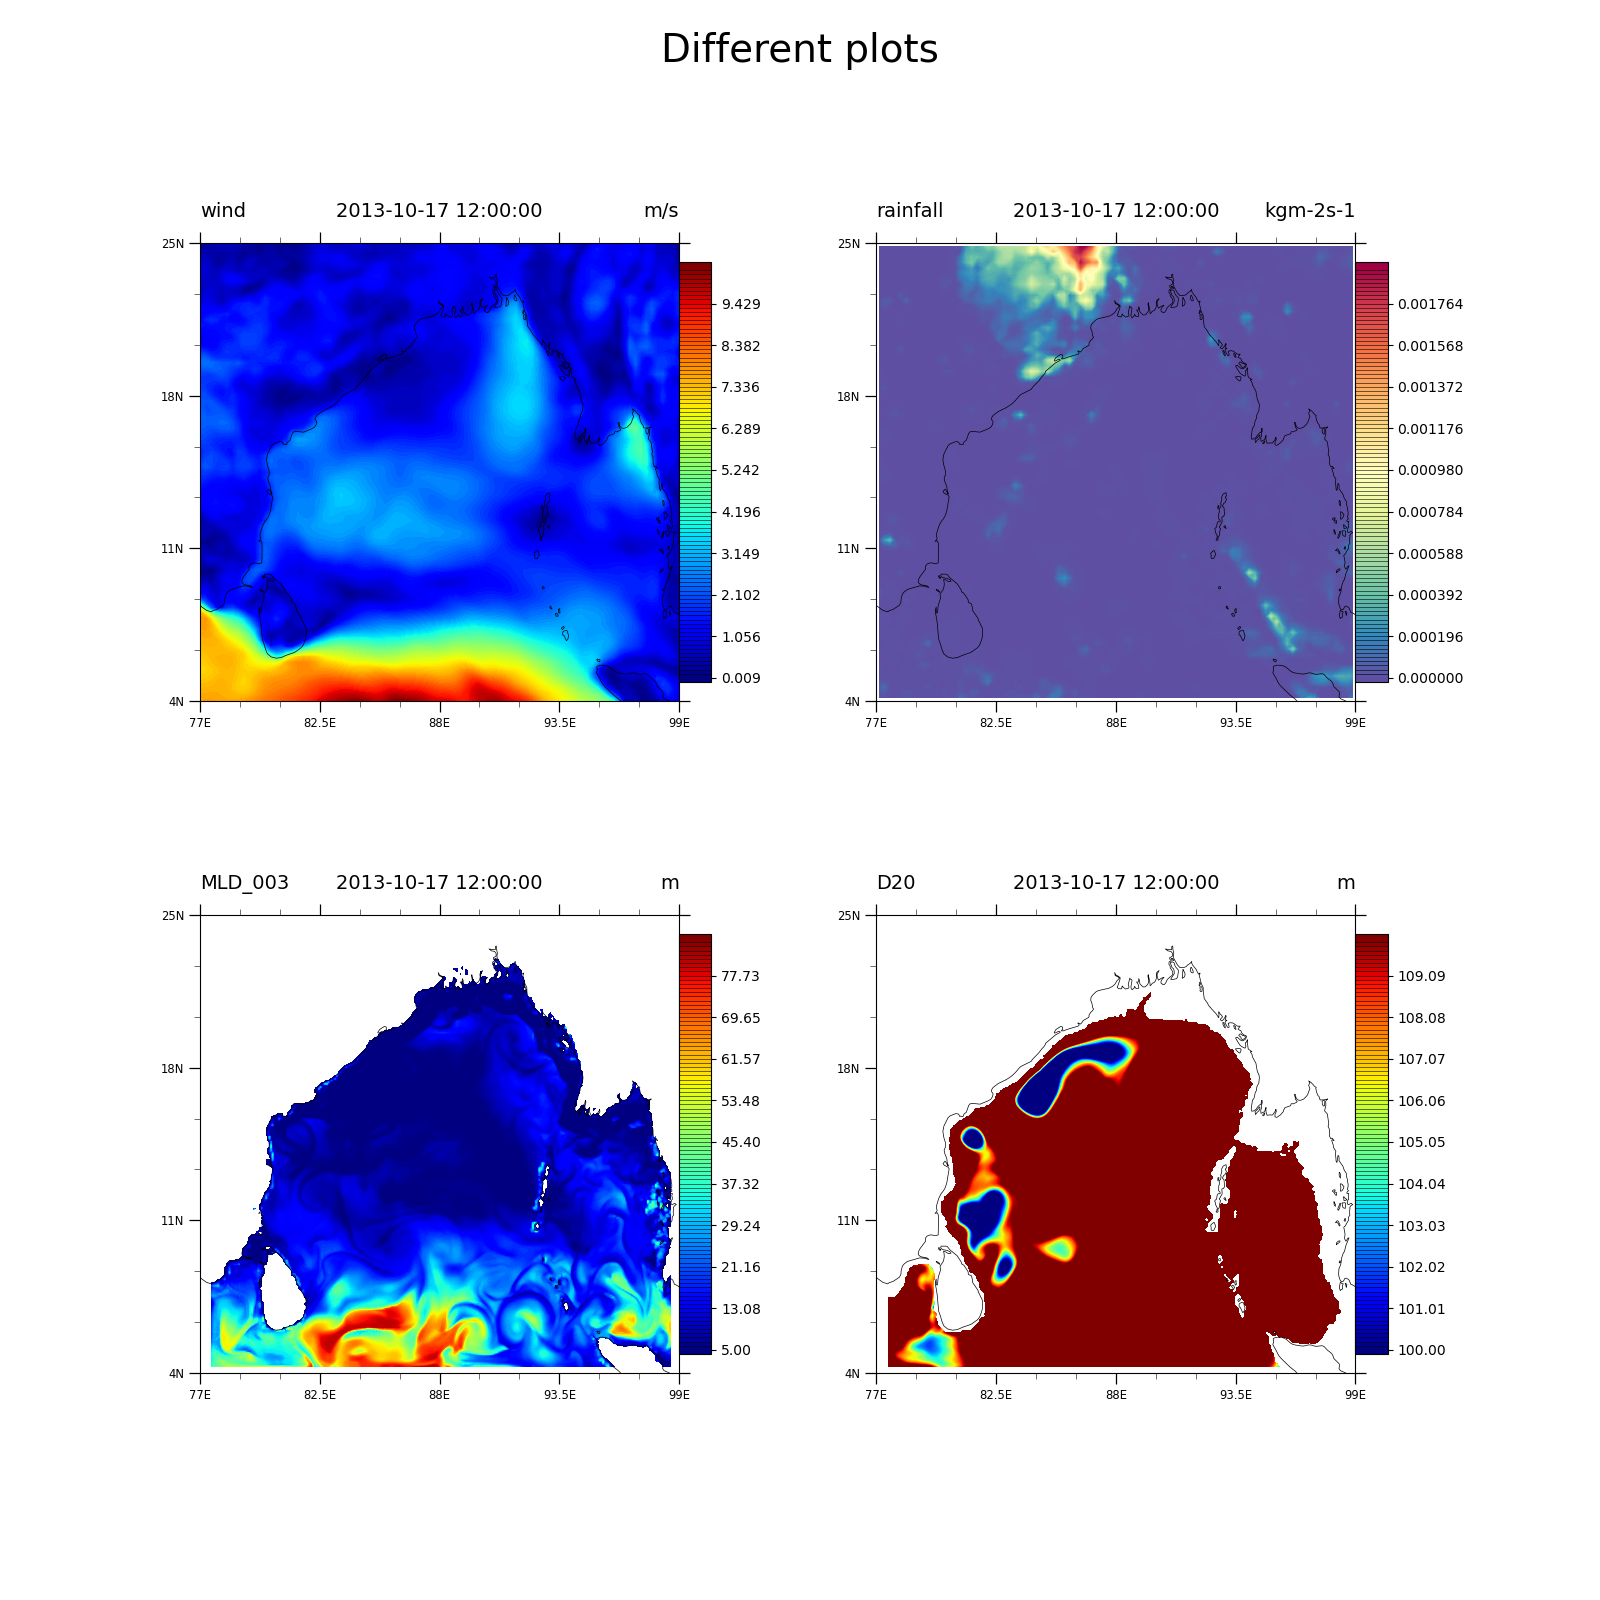 Different plots
wind 2013-10-17 12:00:00 m/s
25N
18N
11N
4N
77E 82.5E 88E 93.5E 99E
9.429
8.382
7.336
6.289
5.242
4.196
3.149
2.102
1.056
0.009
rainfall 2013-10-17 12:00:00 kgm-2s-1
25N
18N
11N
4N
77E 82.5E 88E 93.5E 99E
0.001764
0.001568
0.001372
0.001176
0.000980
0.000784
0.000588
0.000392
0.000196
0.000000
MLD_003 2013-10-17 12:00:00 m
25N
18N
11N
4N
77E 82.5E 88E 93.5E 99E
77.73
69.65
61.57
53.48
45.40
37.32
29.24
21.16
13.08
5.00
D20 2013-10-17 12:00:00 m
25N
18N
11N
4N
77E 82.5E 88E 93.5E 99E
109.09
108.08
107.07
106.06
105.05
104.04
103.03
102.02
101.01
100.00